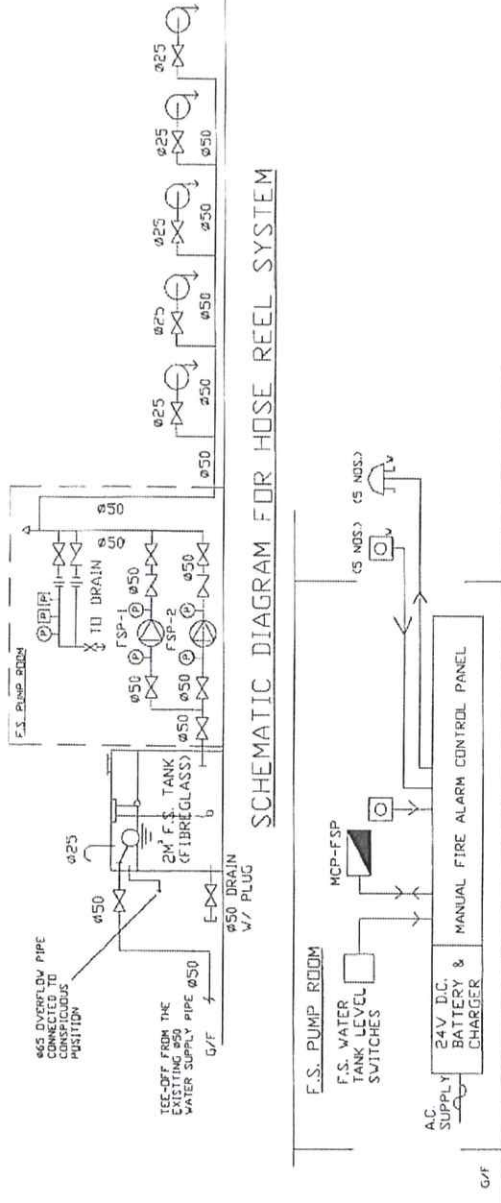 ø25
ø25
ø25
ø25
ø25
ø50
ø50
ø50
ø50
ø50
F.S. PUMP ROOM
ø50
ø50
P P P
TO DRAIN
FSP-1
FSP-2
P
P
P
P
ø50
ø50
ø50
ø50
ø50
ø65 OVERFLOW PIPE
CONNECTED TO
CONSPICUOUS
POSITION
ø50
ø25
2M³ F.S. TANK
(FIBREGLASS)
ø50 DRAIN
W/ PLUG
TEE-OFF FROM THE
EXISTTING ø50
WATER SUPPLY PIPE
ø50
G/F
SCHEMATIC DIAGRAM FOR HOSE REEL SYSTEM
F.S. PUMP ROOM
F.S. WATER
TANK LEVEL
SWITCHES
MCP-FSP
(5 NOS.)
V
(5 NOS.)
V
A.C.
SUPPLY
24V D.C.
BATTERY &
CHARGER
MANUAL FIRE ALARM CONTROL PANEL
G/F